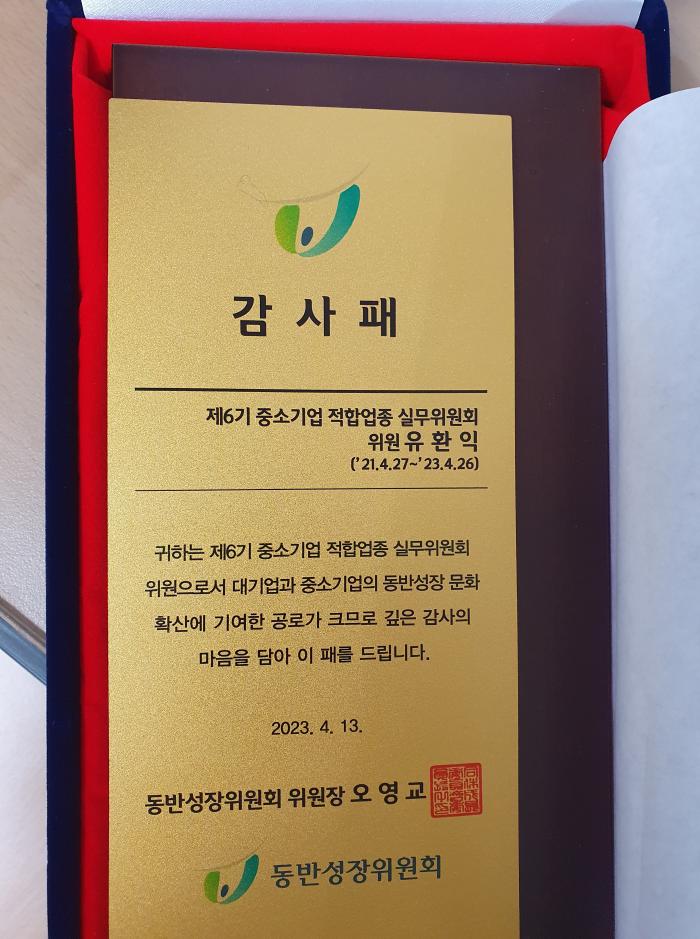 감 사 패
제6기 중소기업 적합업종 실무위원회
위원 유 환 익
('21.4.27~'23.4.26)
귀하는 제6기 중소기업 적합업종 실무위원회
위원으로서 대기업과 중소기업의 동반성장 문화
확산에 기여한 공로가 크므로 깊은 감사의
마음을 담아 이 패를 드립니다.
2023. 4. 13.
동반성장위원회 위원장 오 영 교
동반성장위원회